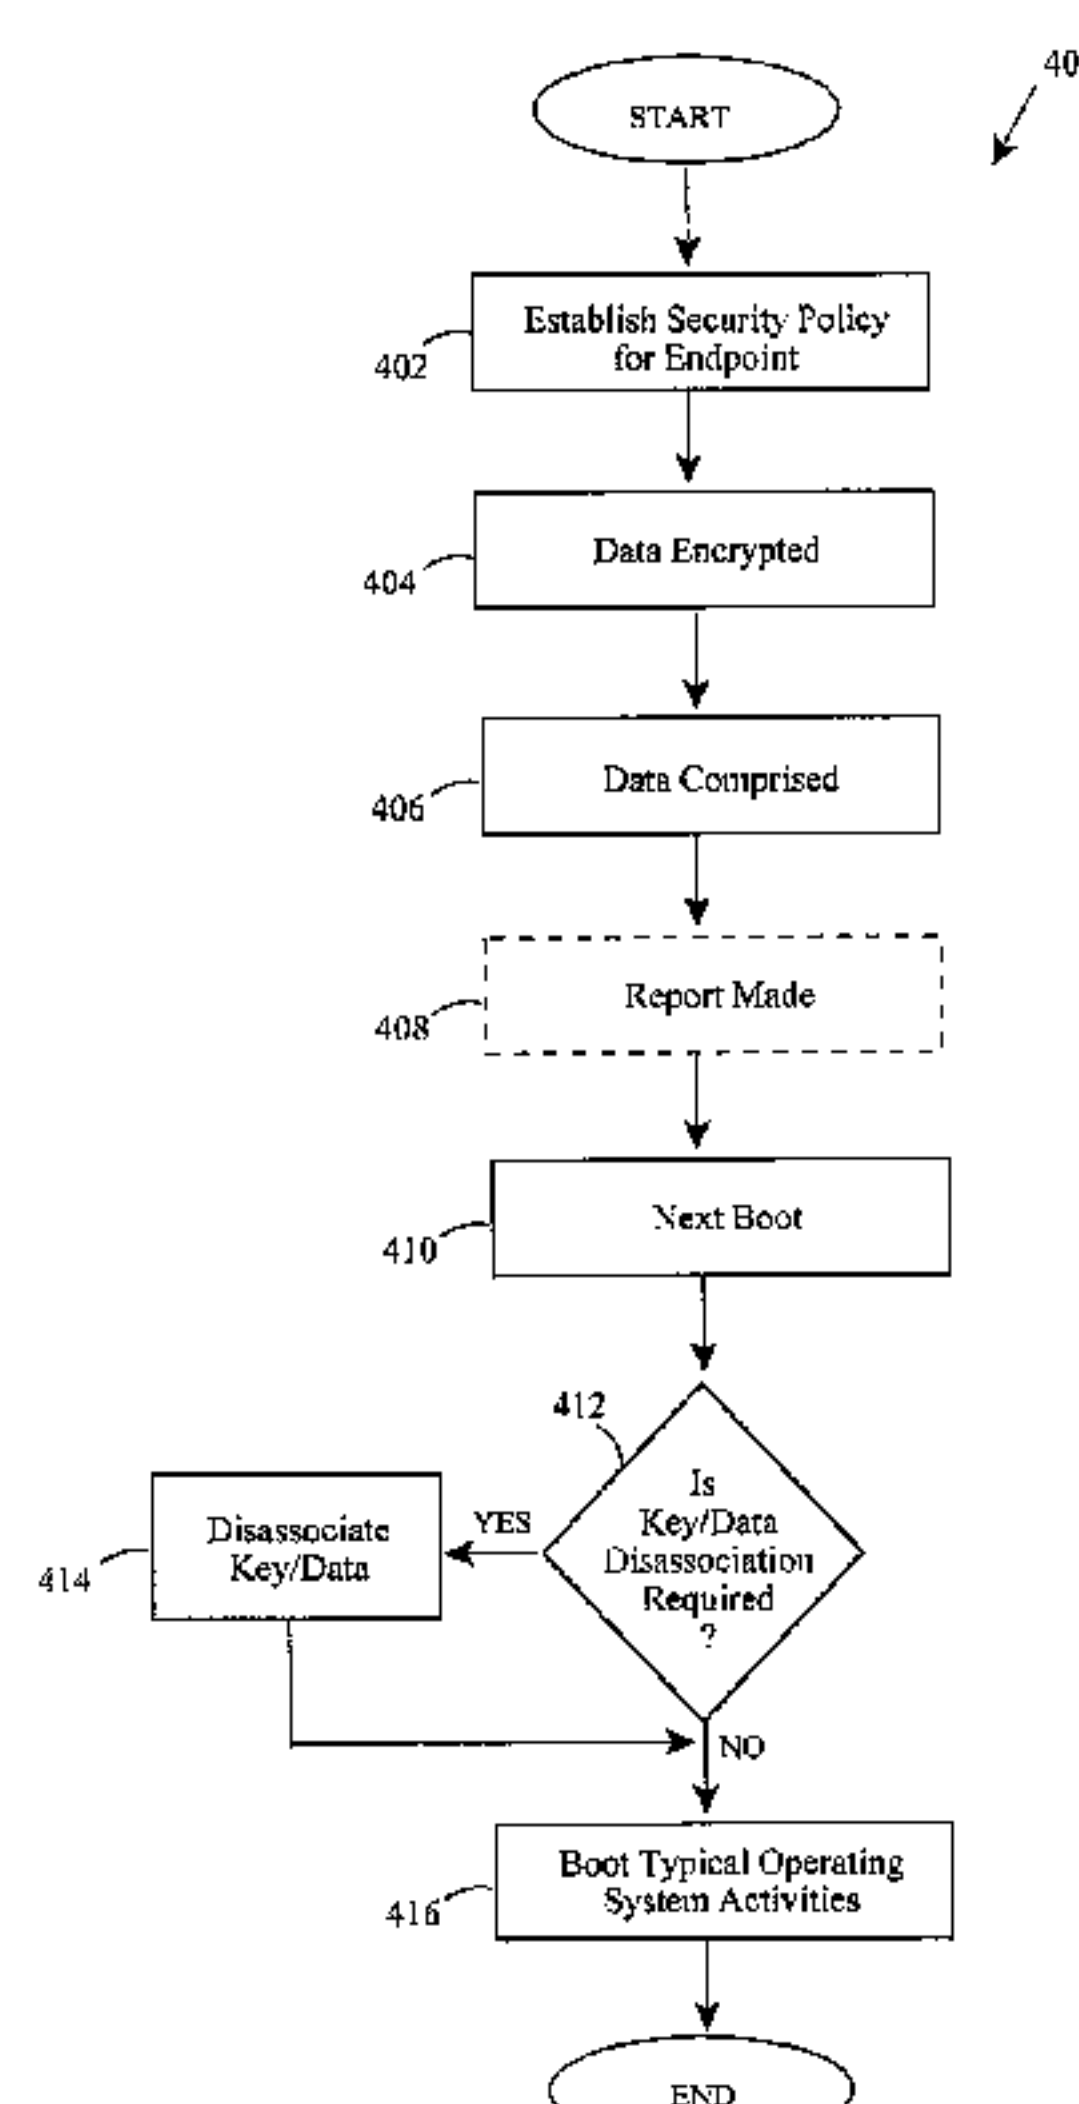 40
START
Establish Security Policy
for Endpoint
402
Data Encrypted
404
Data Comprised
406
Report Made
408
Next Boot
410
412
Is
Key/Data
Disassociation
Required
?
YES
Disassociate
Key/Data
414
NO
Boot Typical Operating
System Activities
416
END